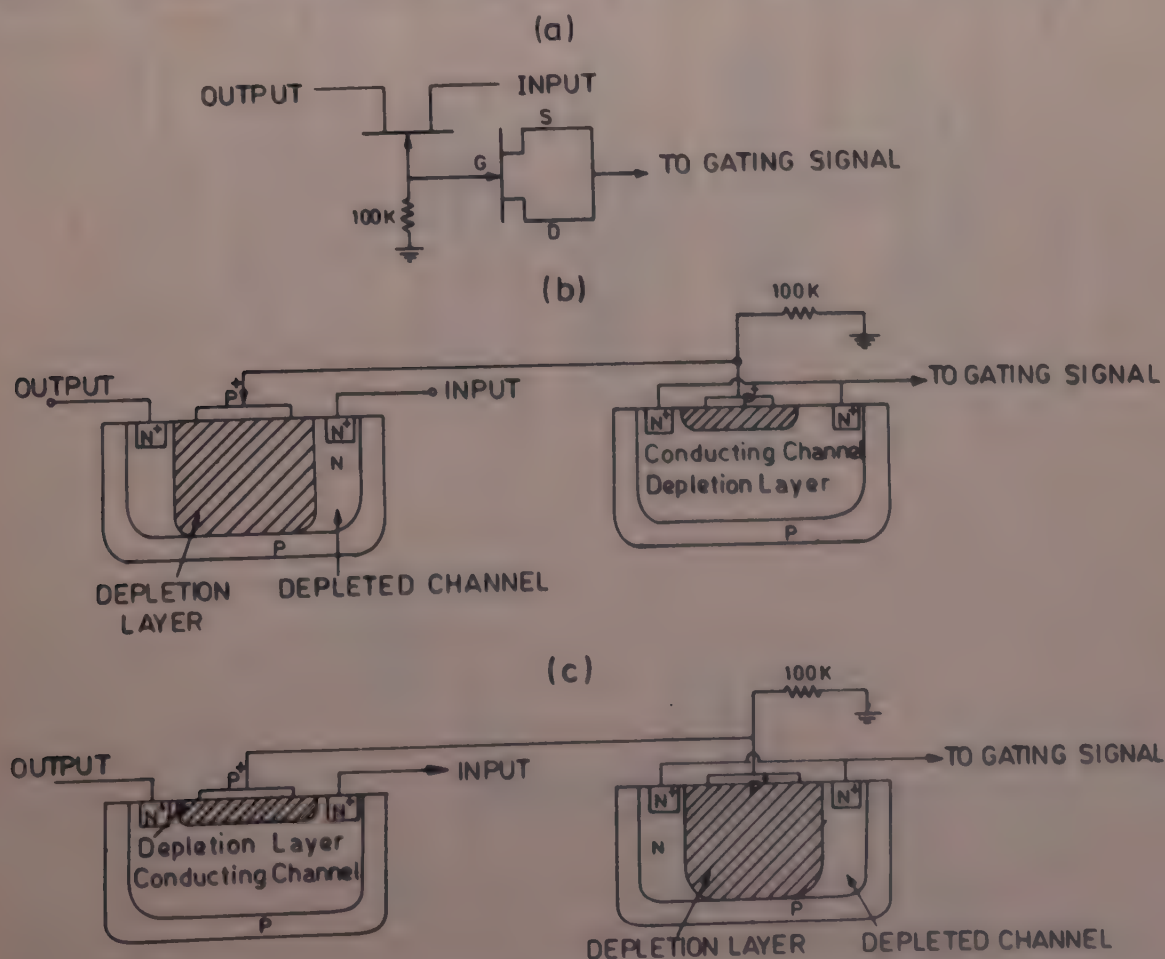 (a)
OUTPUT
INPUT
S
G
TO GATING SIGNAL
100K
D
(b)
100K
OUTPUT
P+
INPUT
TO GATING SIGNAL
N+
N+
N
N+
P+
N+
Conducting Channel
Depletion Layer
P
P
DEPLETION
LAYER
DEPLETED CHANNEL
(c)
100K
OUTPUT
P+
INPUT
TO GATING SIGNAL
N+
N+
N+
P+
N+
Depletion Layer
Conducting Channel
N
P
P
DEPLETION LAYER
DEPLETED CHANNEL